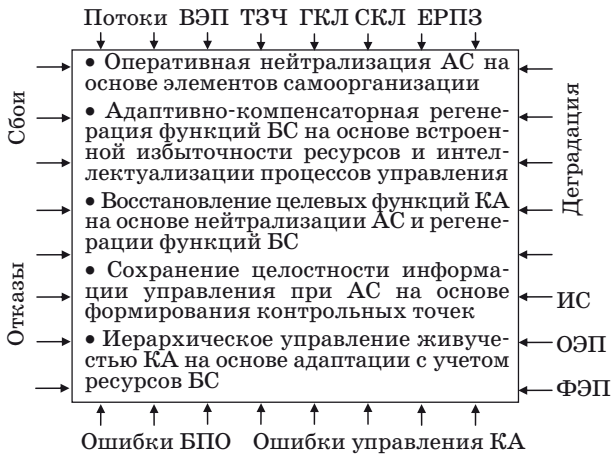 Потоки ВЭП ТЗЧ ГКЛ СКЛ ЕРПЗ
• Оперативная нейтрализация АС на
основе элементов самоорганизации
• Адаптивно-компенсаторная регене-
рация функций БС на основе встроен-
ной избыточности ресурсов и интел-
лектуализации процессов управления
• Восстановление целевых функций КА
на основе нейтрализации АС и регене-
рации функций БС
• Сохранение целостности информа-
ции управления при АС на основе
формирования контрольных точек
• Иерархическое управление живуче-
стью КА на основе адаптации с учетом
ресурсов БС
Сбои
Отказы
Деградация
ИС
ОЭП
ФЭП
Ошибки БПО Ошибки управления КА